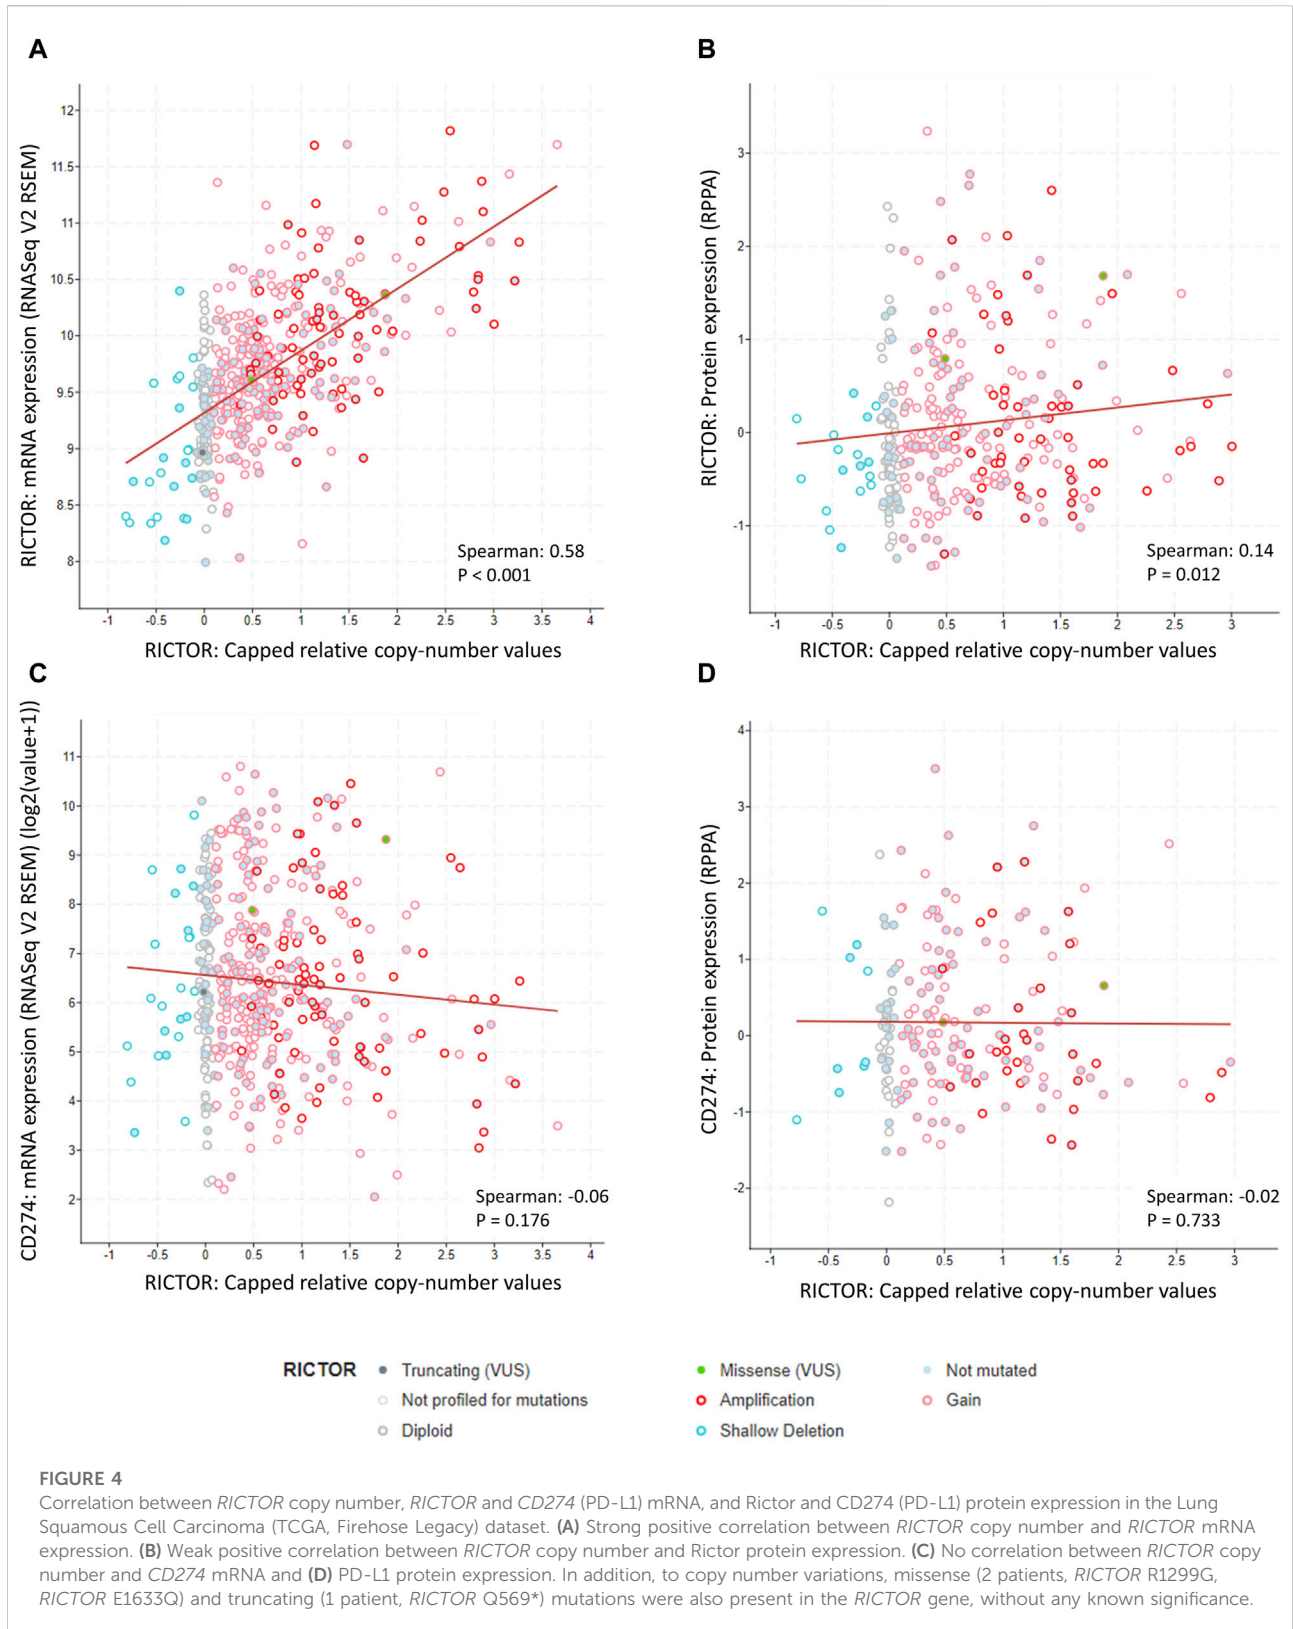 A
RICTOR: mRNA expression (RNASeq V2 RSEM)
12
11.5
11
10.5
10
9.5
9
8.5
8
-1
-0.5
0
0.5
1
1.5
2
2.5
3
3.5
4
Spearman: 0.58
P < 0.001
RICTOR: Capped relative copy-number values
B
RICTOR: Protein expression (RPPA)
3
2
1
0
-1
-1
-0.5
0
0.5
1
1.5
2
2.5
3
Spearman: 0.14
P = 0.012
RICTOR: Capped relative copy-number values
C
CD274: mRNA expression (RNASeq V2 RSEM) (log2(value+1))
11
10
9
8
7
6
5
4
3
2
-1
-0.5
0
0.5
1
1.5
2
2.5
3
3.5
4
Spearman: -0.06
P = 0.176
RICTOR: Capped relative copy-number values
D
CD274: Protein expression (RPPA)
4
3
2
1
0
-1
-2
-1
-0.5
0
0.5
1
1.5
2
2.5
3
Spearman: -0.02
P = 0.733
RICTOR: Capped relative copy-number values
RICTOR
Truncating (VUS)
Missense (VUS)
Not mutated
Not profiled for mutations
Amplification
Gain
Diploid
Shallow Deletion
FIGURE 4
Correlation between RICTOR copy number, RICTOR and CD274 (PD-L1) mRNA, and Rictor and CD274 (PD-L1) protein expression in the Lung
Squamous Cell Carcinoma (TCGA, Firehose Legacy) dataset. (A) Strong positive correlation between RICTOR copy number and RICTOR mRNA
expression. (B) Weak positive correlation between RICTOR copy number and Rictor protein expression. (C) No correlation between RICTOR copy
number and CD274 mRNA and (D) PD-L1 protein expression. In addition, to copy number variations, missense (2 patients, RICTOR R1299G,
RICTOR E1633Q) and truncating (1 patient, RICTOR Q569*) mutations were also present in the RICTOR gene, without any known significance.